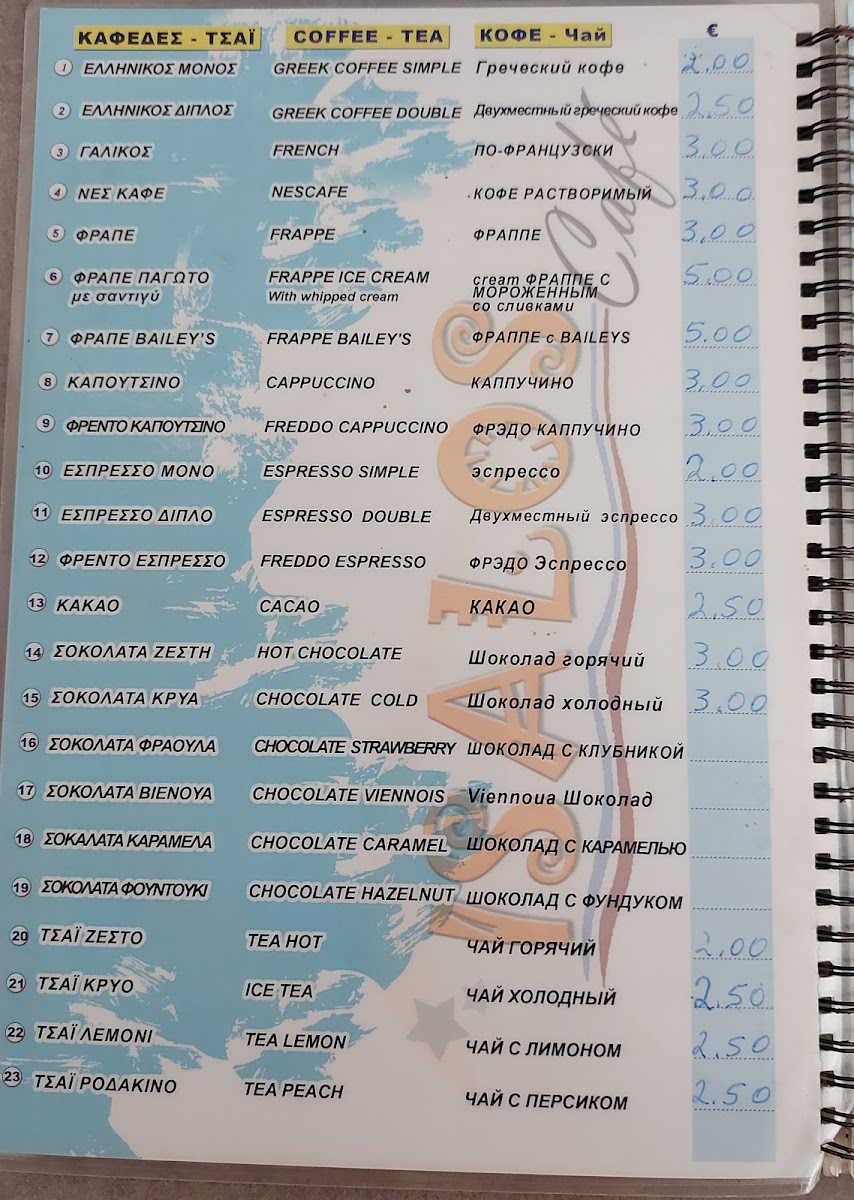 ΚΑΦΕΔΕΣ - ΤΣΑΪ COFFEE - TEA КОФЕ - Чай €
1 ΕΛΛΗΝΙΚΟΣ ΜΟΝΟΣ GREEK COFFEE SIMPLE Греческий кофе 2.00
2 ΕΛΛΗΝΙΚΟΣ ΔΙΠΛΟΣ GREEK COFFEE DOUBLE Двухместный греческий кофе 2.50
3 ΓΑΛΙΚΟΣ FRENCH ПО-ФРАНЦУЗСКИ 3.00
4 ΝΕΣ ΚΑΦΕ NESCAFE КОФЕ РАСТВОРИМЫЙ 3.00
5 ΦΡΑΠΕ FRAPPE ФРАППЕ 3.00
6 ΦΡΑΠΕ ΠΑΓΩΤΟ FRAPPE ICE CREAM cream ФРАППЕ С 5.00
με σαντιγύ With whipped cream МОРОЖЕННЫМ
со сливками
7 ΦΡΑΠΕ BAILEY'S FRAPPE BAILEY'S ФРАППЕ с BAILEYS 5.00
8 ΚΑΠΟΥΤΣΙΝΟ CAPPUCCINO КАППУЧИНО 3.00
9 ΦΡΕΝΤΟ ΚΑΠΟΥΤΣΙΝΟ FREDDO CAPPUCCINO ФРЭДО КАППУЧИНО 3.00
10 ΕΣΠΡΕΣΣΟ ΜΟΝΟ ESPRESSO SIMPLE эспрессо 2.00
11 ΕΣΠΡΕΣΣΟ ΔΙΠΛΟ ESPRESSO DOUBLE Двухместный эспрессо 3.00
12 ΦΡΕΝΤΟ ΕΣΠΡΕΣΣΟ FREDDO ESPRESSO ФРЭДО Эспрессо 3.00
13 ΚΑΚΑΟ CACAO КАКАО 2.50
14 ΣΟΚΟΛΑΤΑ ΖΕΣΤΗ HOT CHOCOLATE Шоколад горячий 3.00
15 ΣΟΚΟΛΑΤΑ ΚΡΥΑ CHOCOLATE COLD Шоколад холодный 3.00
16 ΣΟΚΟΛΑΤΑ ΦΡΑΟΥΛΑ CHOCOLATE STRAWBERRY ШОКОЛАД С КЛУБНИКОЙ
17 ΣΟΚΟΛΑΤΑ ΒΙΕΝΟΥΑ CHOCOLATE VIENNOIS Viennoua Шоколад
18 ΣΟΚΑΛΑΤΑ ΚΑΡΑΜΕΛΑ CHOCOLATE CARAMEL ШОКОЛАД С КАРАМЕЛЬЮ
19 ΣΟΚΟΛΑΤΑ ΦΟΥΝΤΟΥΚΙ CHOCOLATE HAZELNUT ШОКОЛАД С ФУНДУКОМ
20 ΤΣΑΪ ΖΕΣΤΟ TEA HOT ЧАЙ ГОРЯЧИЙ 2.00
21 ΤΣΑΪ ΚΡΥΟ ICE TEA ЧАЙ ХОЛОДНЫЙ 2.50
22 ΤΣΑΪ ΛΕΜΟΝΙ TEA LEMON ЧАЙ С ЛИМОНОМ 2.50
23 ΤΣΑΪ ΡΟΔΑΚΙΝΟ TEA PEACH ЧАЙ С ПЕРСИКОМ 2.50
ISALOS Café